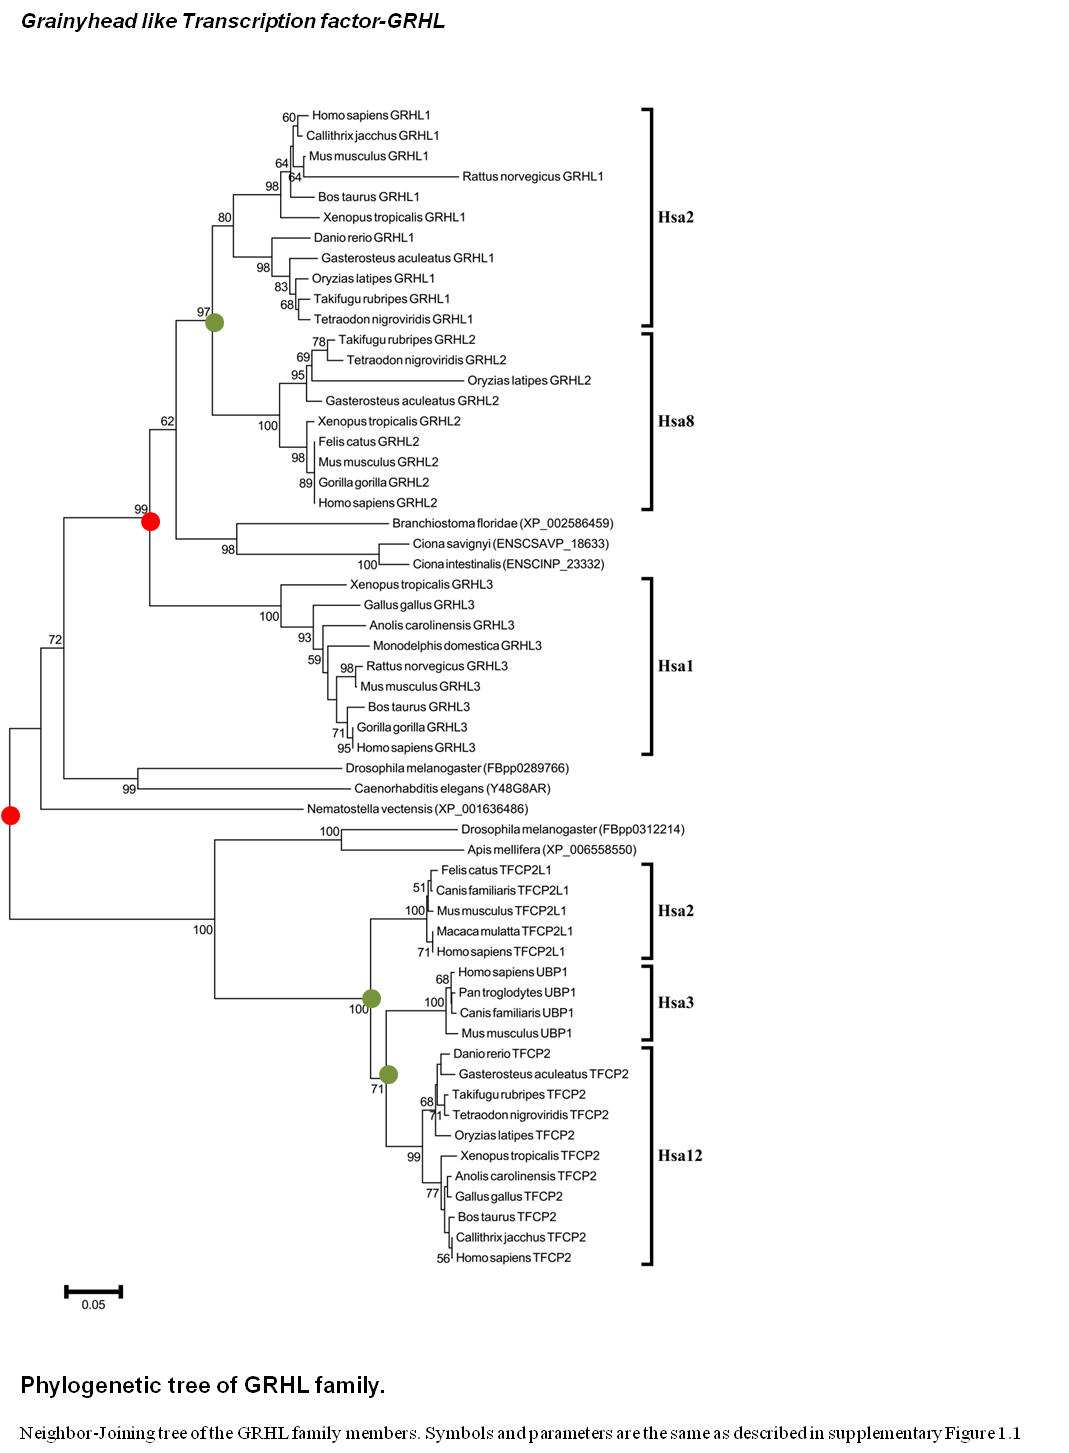 Grainyhead like Transcription factor-GRHL
60
Homo sapiens GRHL1
Callithrix jacchus GRHL1
Mus musculus GRHL1
64
64
Rattus norvegicus GRHL1
98
Bos taurus GRHL1
Xenopus tropicalis GRHL1
Hsa2
80
Danio rerio GRHL1
98
Gasterosteus aculeatus GRHL1
83
Oryzias latipes GRHL1
68
Takifugu rubripes GRHL1
97
Tetraodon nigroviridis GRHL1
78
Takifugu rubripes GRHL2
69
Tetraodon nigroviridis GRHL2
95
Oryzias latipes GRHL2
Gasterosteus aculeatus GRHL2
62
100
Xenopus tropicalis GRHL2
Hsa8
Felis catus GRHL2
98
Mus musculus GRHL2
89
Gorilla gorilla GRHL2
Homo sapiens GRHL2
99
Branchiostoma floridae (XP_002586459)
98
Ciona savignyi (ENSCSAVP_18633)
100
Ciona intestinalis (ENSCINP_23332)
Xenopus tropicalis GRHL3
100
Gallus gallus GRHL3
93
Anolis carolinensis GRHL3
72
Monodelphis domestica GRHL3
59
98
Rattus norvegicus GRHL3
Hsa1
Mus musculus GRHL3
Bos taurus GRHL3
71
Gorilla gorilla GRHL3
95
Homo sapiens GRHL3
Drosophila melanogaster (FBpp0289766)
99
Caenorhabditis elegans (Y48G8AR)
Nematostella vectensis (XP_001636486)
100
Drosophila melanogaster (FBpp0312214)
Apis mellifera (XP_006558550)
Felis catus TFCP2L1
51
Canis familiaris TFCP2L1
100
Mus musculus TFCP2L1
Hsa2
100
Macaca mulatta TFCP2L1
71
Homo sapiens TFCP2L1
68
Homo sapiens UBP1
Pan troglodytes UBP1
100
Canis familiaris UBP1
Hsa3
100
Mus musculus UBP1
Danio rerio TFCP2
71
Gasterosteus aculeatus TFCP2
68
Takifugu rubripes TFCP2
71
Tetraodon nigroviridis TFCP2
Oryzias latipes TFCP2
99
Xenopus tropicalis TFCP2
Hsa12
Anolis carolinensis TFCP2
77
Gallus gallus TFCP2
Bos taurus TFCP2
Callithrix jacchus TFCP2
56
Homo sapiens TFCP2
0.05
Phylogenetic tree of GRHL family.
Neighbor-Joining tree of the GRHL family members. Symbols and parameters are the same as described in supplementary Figure 1.1